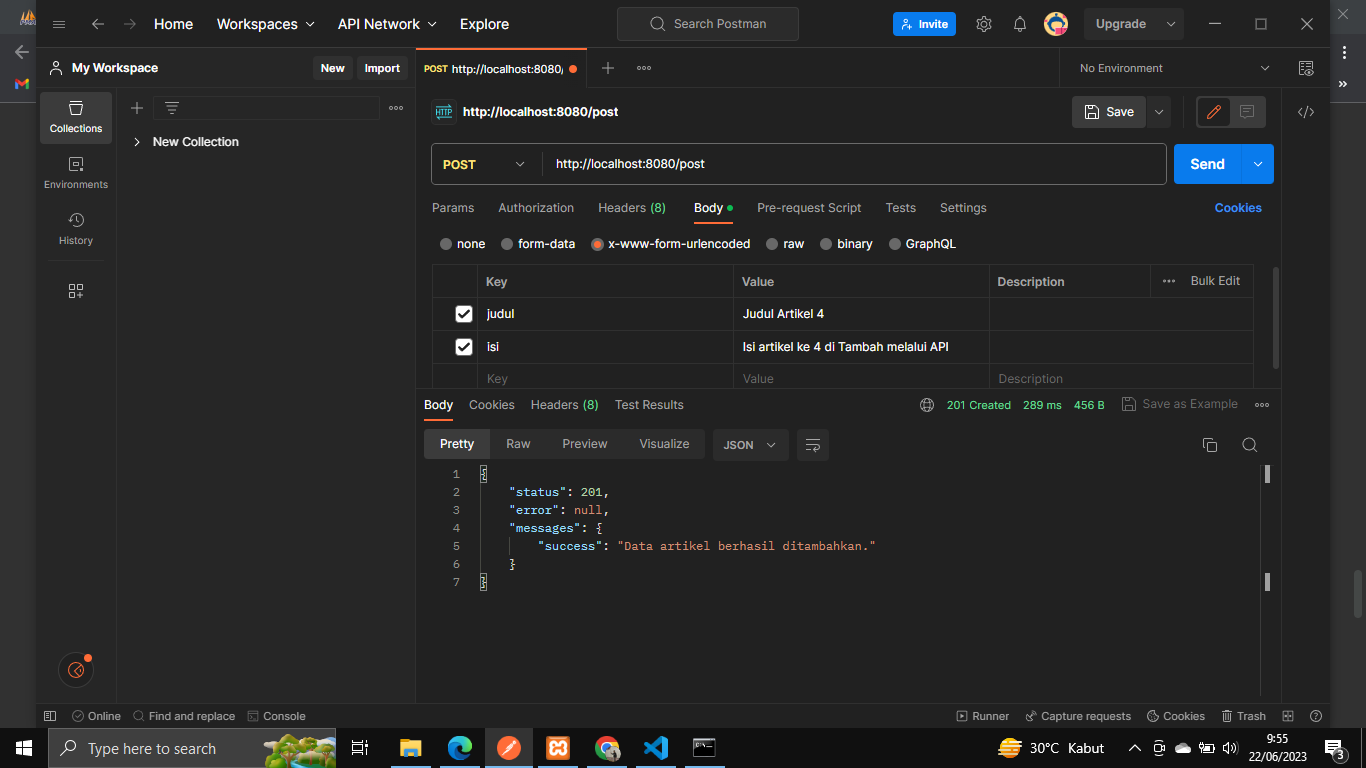 Home Workspaces API Network Explore Search Postman Invite Upgrade
My Workspace New Import POST http://localhost:8080/ No Environment
HTTP http://localhost:8080/post Save
Collections
New Collection
POST http://localhost:8080/post Send
Environments
Params Authorization Headers (8) Body Pre-request Script Tests Settings Cookies
History
none form-data x-www-form-urlencoded raw binary GraphQL
Key Value Description Bulk Edit
judul Judul Artikel 4
isi Isi artikel ke 4 di Tambah melalui API
Key Value Description
Body Cookies Headers (8) Test Results 201 Created 289 ms 456 B Save as Example
Pretty Raw Preview Visualize JSON
1 {
2 "status": 201,
3 "error": null,
4 "messages": {
5 "success": "Data artikel berhasil ditambahkan."
6 }
7 }
Online Find and replace Console Runner Capture requests Cookies Trash
Type here to search 30°C Kabut 9:55
22/06/2023 3